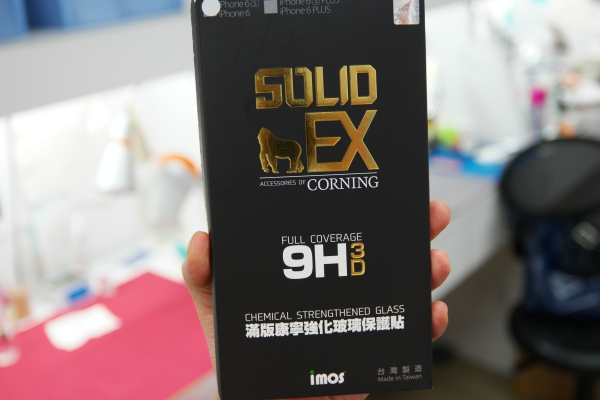 iPhone 6(s) iPhone 6(s) PLUS
iPhone 6 iPhone 6 PLUS
SOLID
EX
ACCESSORIES OF CORNING
FULL COVERAGE
9H 3D
CHEMICAL STRENGTHENED GLASS
滿版康寧強化玻璃保護貼
imos
台灣製造
Made in Taiwan